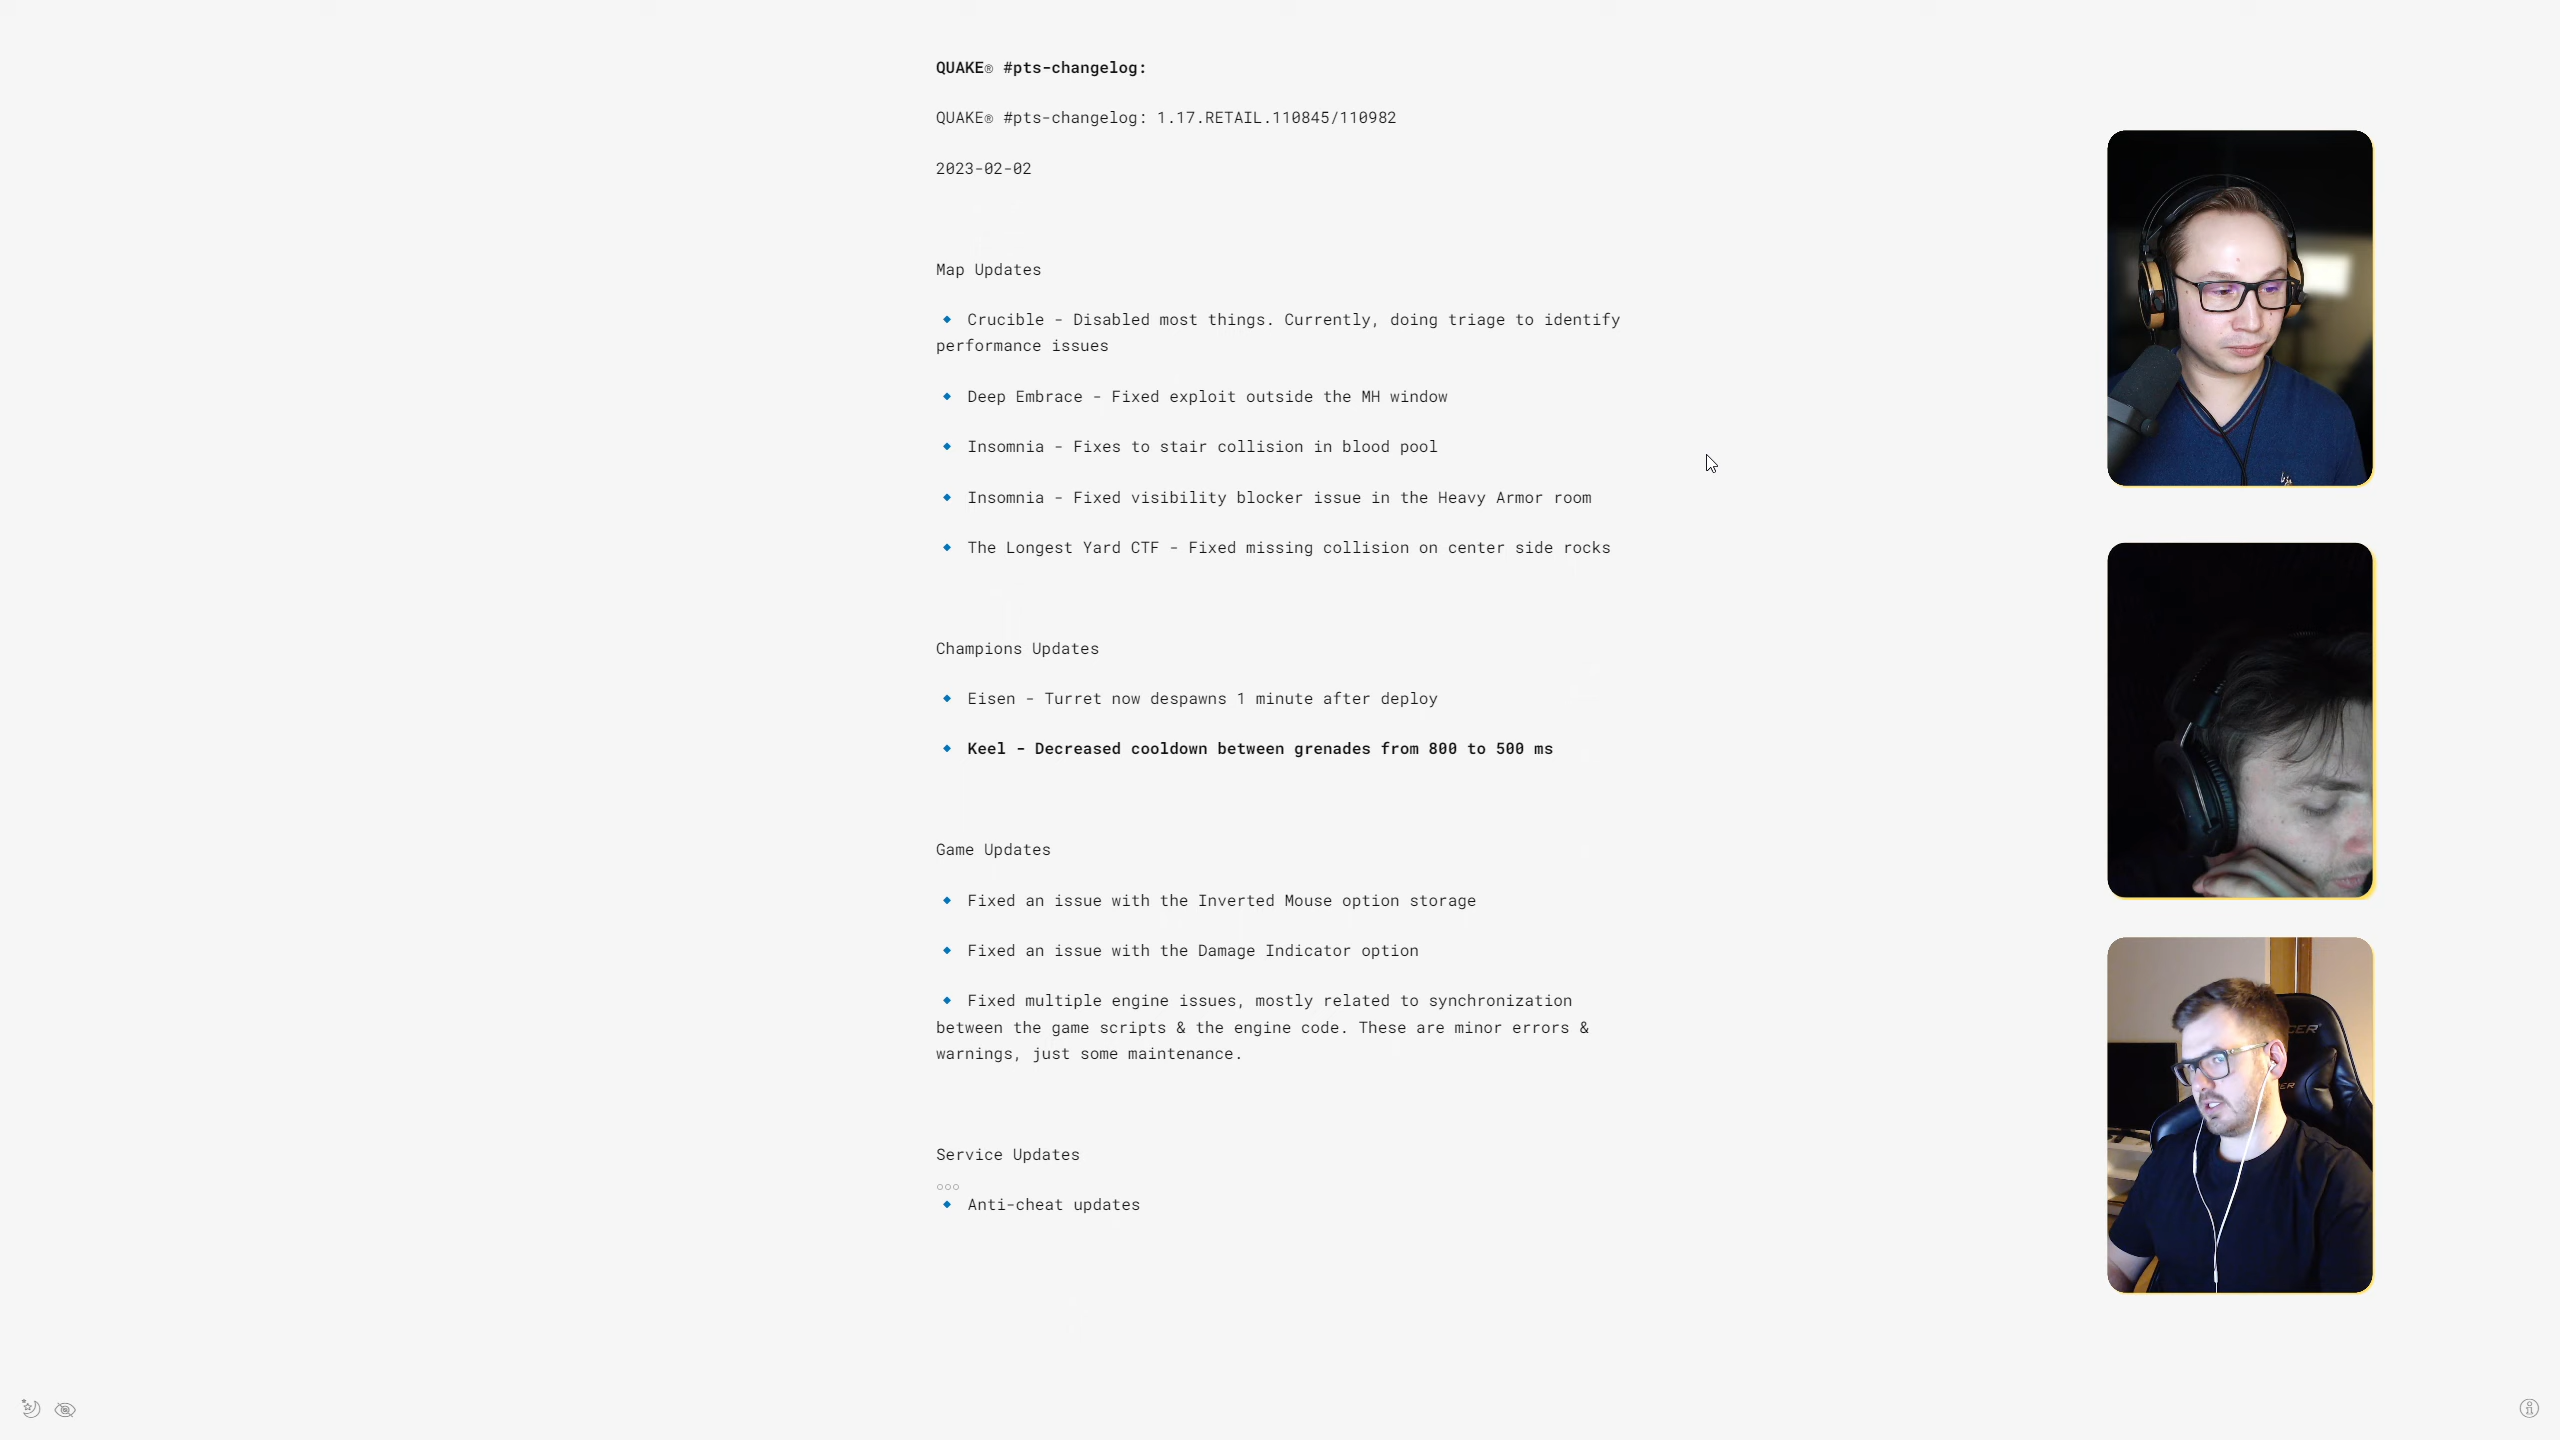 QUAKE® #pts-changelog:
QUAKE® #pts-changelog: 1.17.RETAIL.110845/110982
2023-02-02
Map Updates
🔹 Crucible - Disabled most things. Currently, doing triage to identify
performance issues
🔹 Deep Embrace - Fixed exploit outside the MH window
🔹 Insomnia - Fixes to stair collision in blood pool
🔹 Insomnia - Fixed visibility blocker issue in the Heavy Armor room
🔹 The Longest Yard CTF - Fixed missing collision on center side rocks
Champions Updates
🔹 Eisen - Turret now despawns 1 minute after deploy
🔹 Keel - Decreased cooldown between grenades from 800 to 500 ms
Game Updates
🔹 Fixed an issue with the Inverted Mouse option storage
🔹 Fixed an issue with the Damage Indicator option
🔹 Fixed multiple engine issues, mostly related to synchronization
between the game scripts & the engine code. These are minor errors &
warnings, just some maintenance.
Service Updates
🔹 Anti-cheat updates